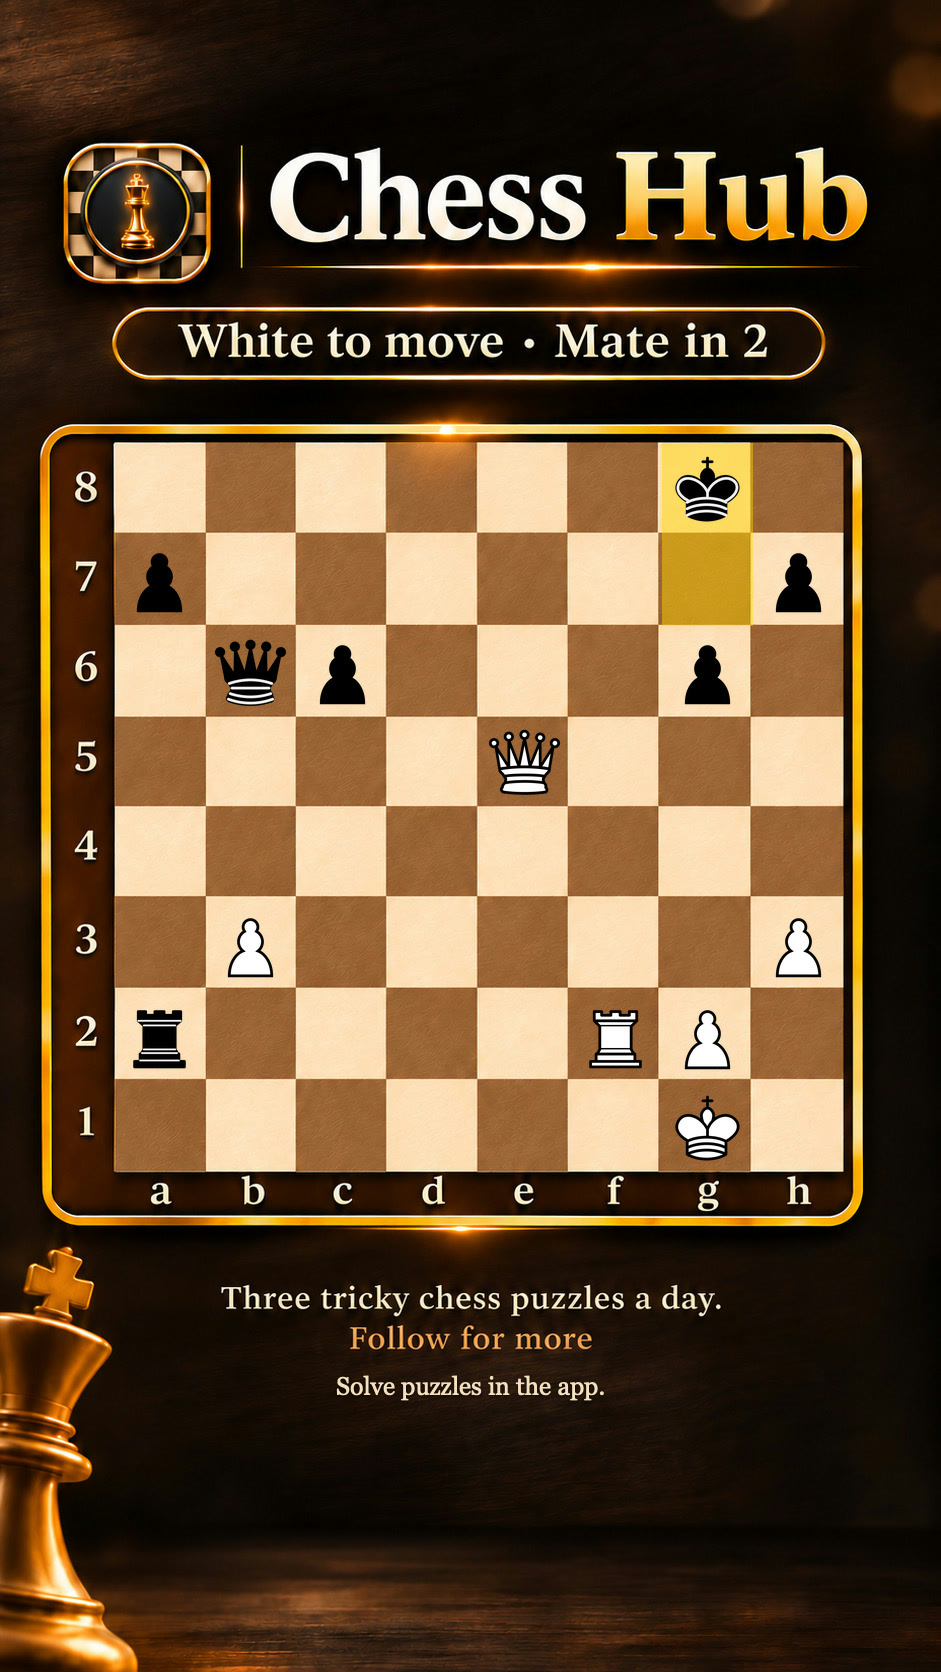 Chess Hub
White to move • Mate in 2
8
7
6
5
4
3
2
1
a b c d e f g h
Three tricky chess puzzles a day.
Follow for more
Solve puzzles in the app.